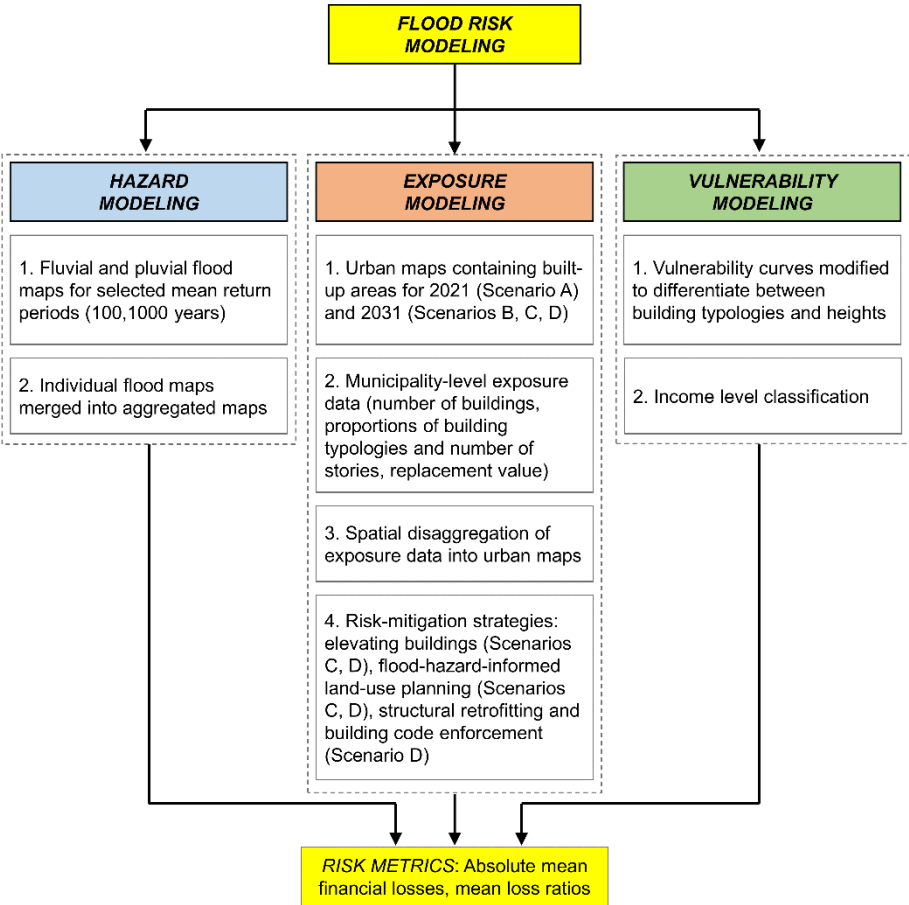 FLOOD RISK
MODELING
HAZARD
MODELING
1. Fluvial and pluvial flood
maps for selected mean return
periods (100,1000 years)
2. Individual flood maps
merged into aggregated maps
EXPOSURE
MODELING
1. Urban maps containing built-
up areas for 2021 (Scenario A)
and 2031 (Scenarios B, C, D)
2. Municipality-level exposure
data (number of buildings,
proportions of building
typologies and number of
stories, replacement value)
3. Spatial disaggregation of
exposure data into urban maps
4. Risk-mitigation strategies:
elevating buildings (Scenarios
C, D), flood-hazard-informed
land-use planning (Scenarios
C, D), structural retrofitting and
building code enforcement
(Scenario D)
VULNERABILITY
MODELING
1. Vulnerability curves modified
to differentiate between
building typologies and heights
2. Income level classification
RISK METRICS: Absolute mean
financial losses, mean loss ratios